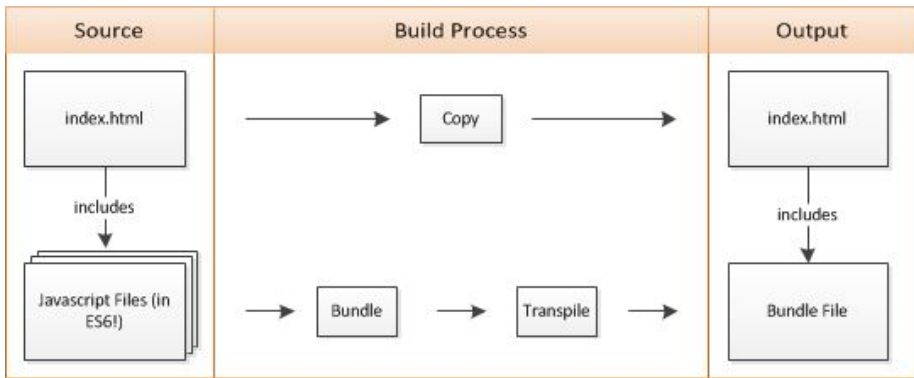 Source
Build Process
Output
index.html
Copy
index.html
includes
includes
Javascript Files (in
ES6!)
Bundle
Transpile
Bundle File